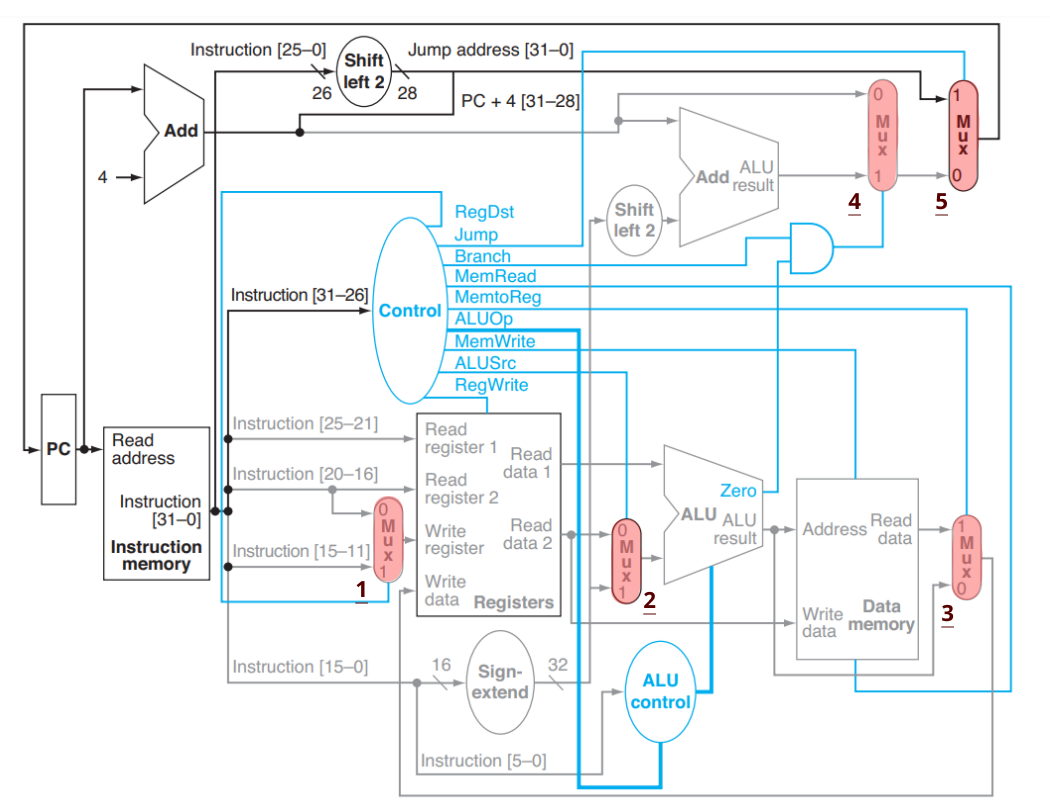 Instruction [25–0]
Shift
left 2
Jump address [31–0]
26
28
PC + 4 [31–28]
Add
4
0
M
u
x
1
4
1
M
u
x
0
5
Add
ALU
result
Shift
left 2
RegDst
Jump
Branch
MemRead
MemtoReg
ALUOp
MemWrite
ALUSrc
RegWrite
Control
Instruction [31–26]
PC
Read
address
Instruction
[31–0]
Instruction
memory
Instruction [25–21]
Instruction [20–16]
Instruction [15–11]
0
M
u
x
1
1
Read
register 1
Read
register 2
Write
register
Write
data
Read
data 1
Read
data 2
Registers
0
M
u
x
1
2
Zero
ALU
ALU
result
Address
Read
data
Write
data
Data
memory
1
M
u
x
0
3
Instruction [15–0]
16
Sign-
extend
32
ALU
control
Instruction [5–0]